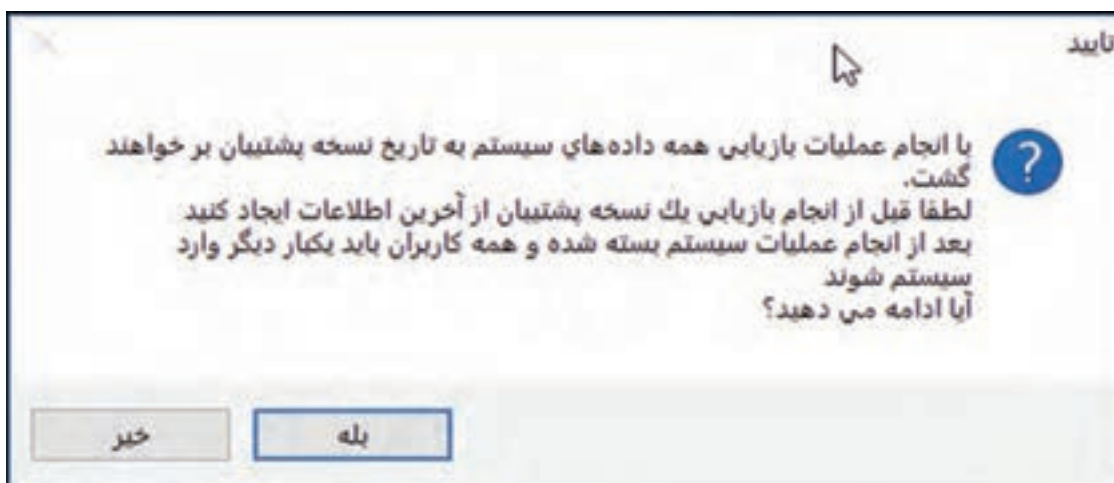 تایید
با انجام عملیات بازیابی همه داده‌هاي سیستم به تاریخ نسخه پشتیبان بر خواهند
گشت.
لطفا قبل از انجام بازیابي یك نسخه پشتیبان از آخرین اطلاعات ایجاد کنید
بعد از انجام عملیات سیستم بسته شده و همه کاربران باید یکبار دیگر وارد
سیستم شوند
آیا ادامه مي دهید؟
بله
خیر